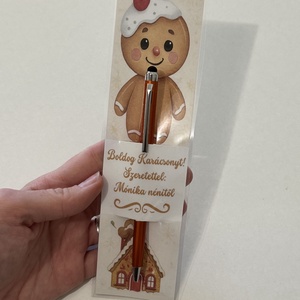 Boldog Karácsonyt!
Szeretettel:
Mónika nénitől